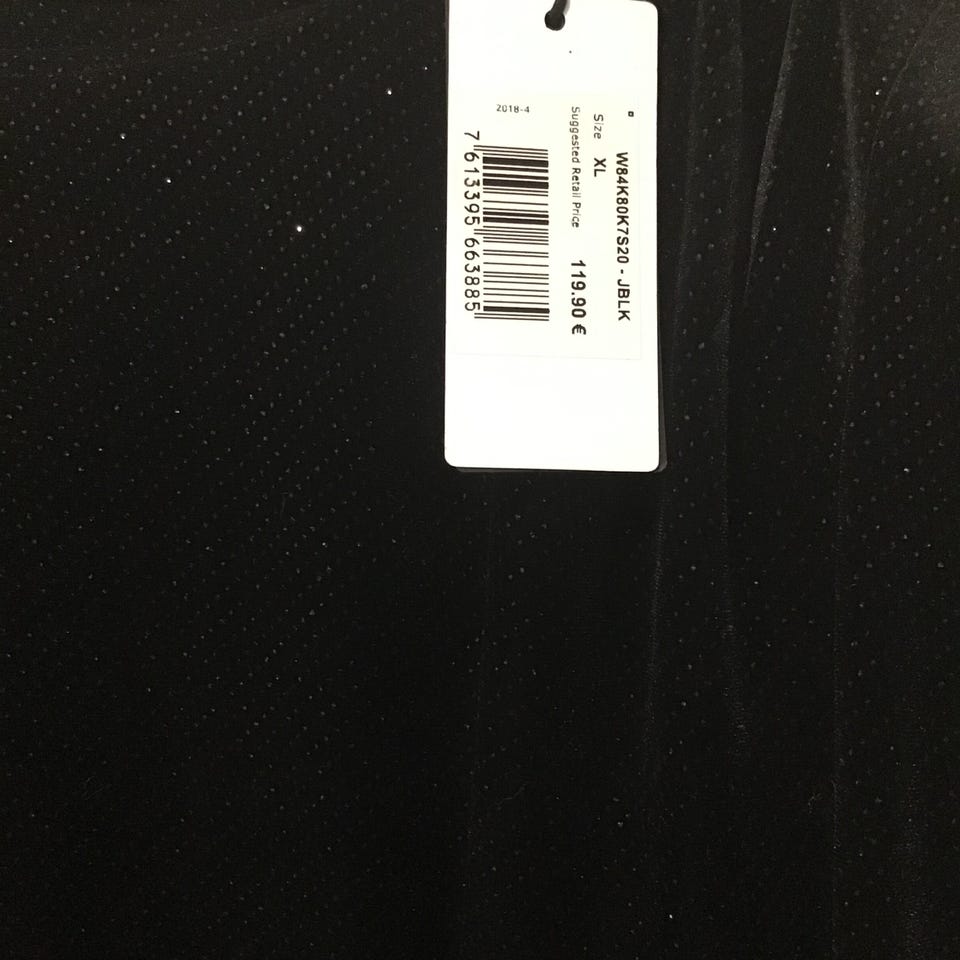 W84K80K7S20 - JBLK
Size XL
Suggested Retail Price 119.90 €
2018-4
7 613395 663885